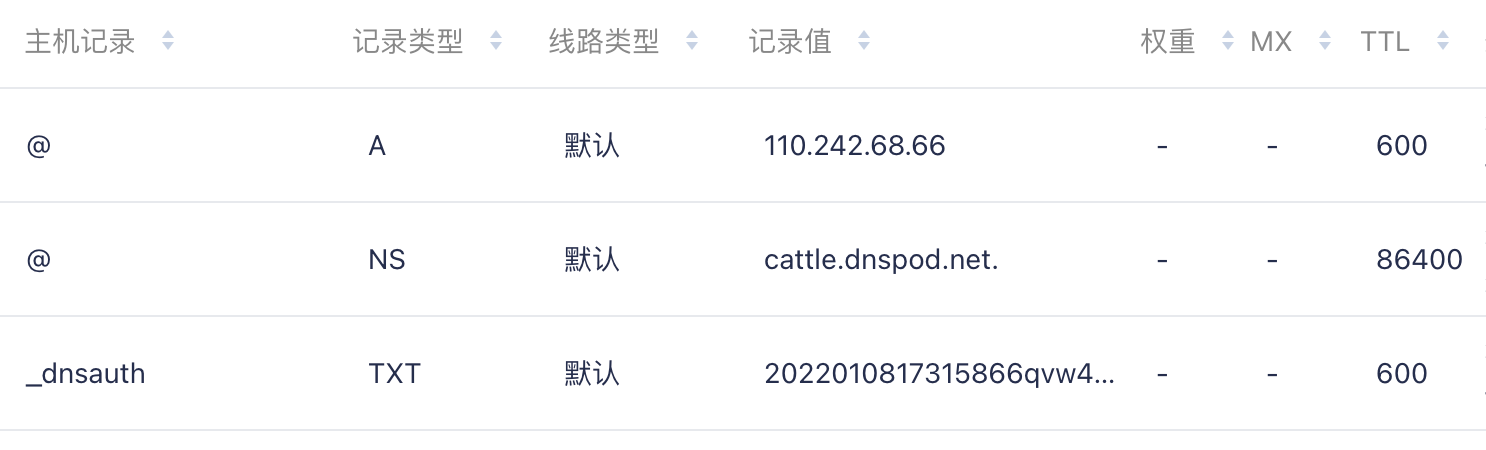 主机记录 记录类型 线路类型 记录值 权重 MX TTL
@ A 默认 110.242.68.66 - - 600
@ NS 默认 cattle.dnspod.net. - - 86400
_dnsauth TXT 默认 2022010817315866qvw4... - - 600